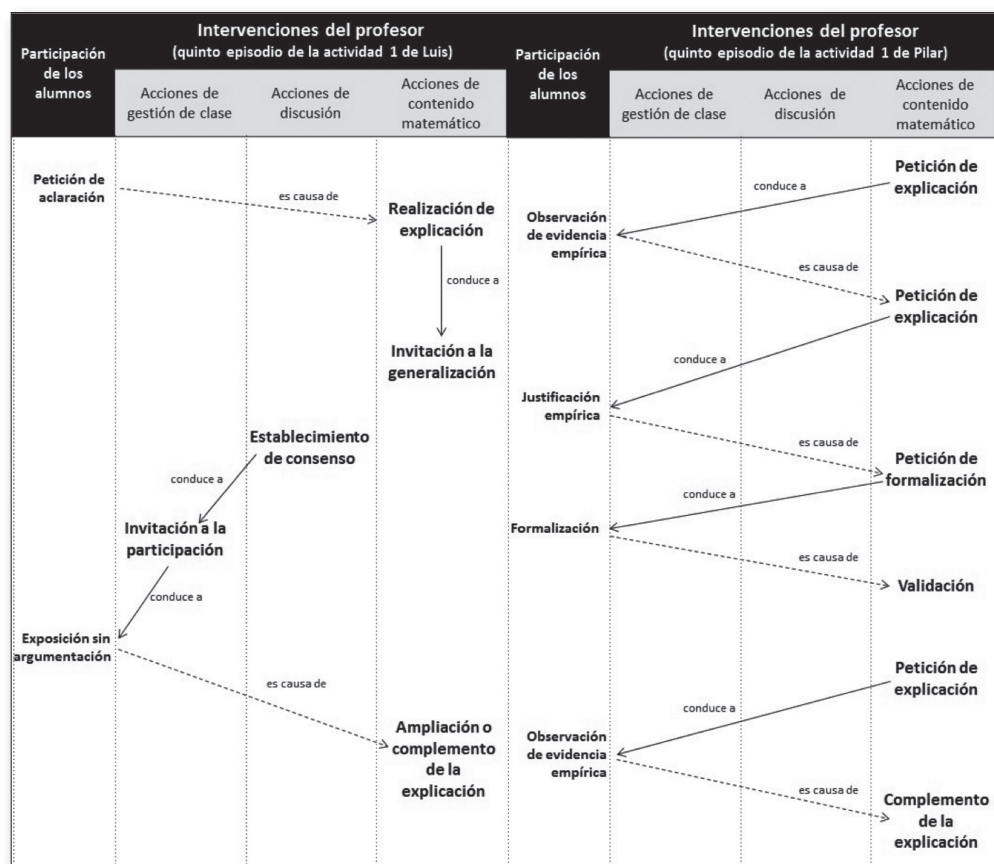 Participación
de los
alumnos
Intervenciones del profesor
(quinto episodio de la actividad 1 de Luis)
Acciones de
gestión de clase
Acciones de
discusión
Acciones de
contenido
matemático
Petición de
aclaración
es causa de
Realización de
explicación
conduce a
Invitación a la
generalización
Establecimiento
de consenso
conduce a
Invitación a la
participación
conduce a
Exposición sin
argumentación
es causa de
Ampliación o
complemento
de la
explicación
Participación
de los
alumnos
Intervenciones del profesor
(quinto episodio de la actividad 1 de Pilar)
Acciones de
gestión de clase
Acciones de
discusión
Acciones de
contenido
matemático
Petición de
explicación
conduce a
Observación
de evidencia
empírica
es causa de
Petición de
explicación
conduce a
Justificación
empírica
es causa de
Petición de
formalización
conduce a
Formalización
es causa de
Validación
Petición de
explicación
conduce a
Observación
de evidencia
empírica
es causa de
Complemento
de la
explicación